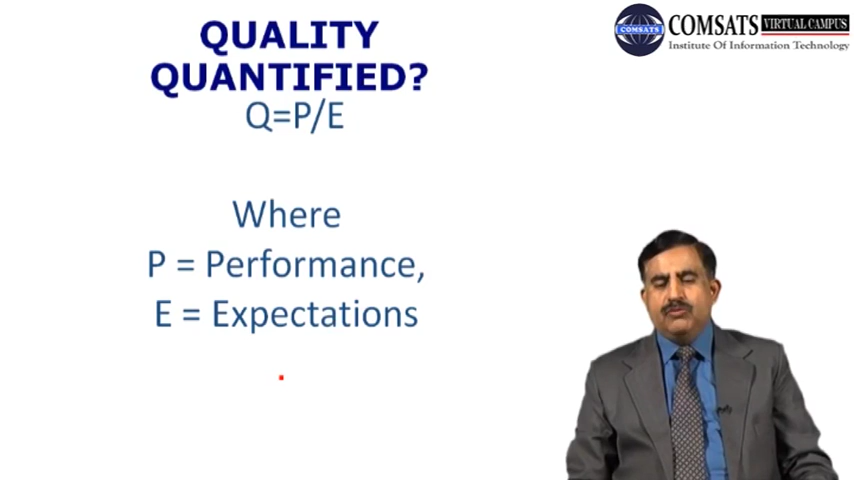 QUALITY
QUANTIFIED?
Q=P/E
Where
P = Performance,
E = Expectations
COMSATS VIRTUAL CAMPUS
Institute Of Information Technology
COMSATS